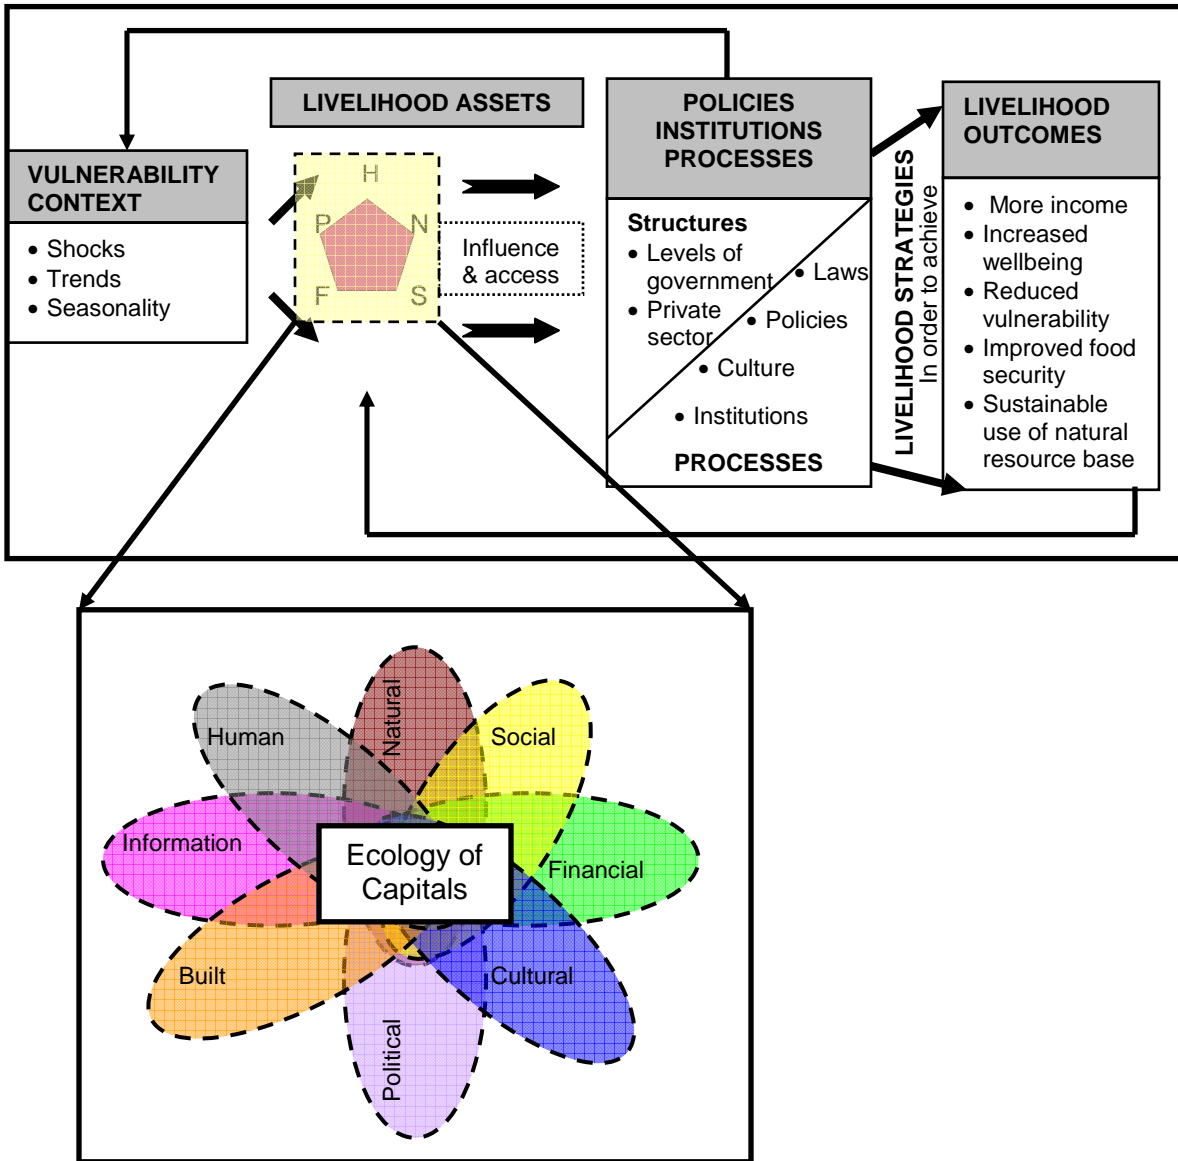 LIVELIHOOD ASSETS
POLICIES
INSTITUTIONS
PROCESSES
LIVELIHOOD
OUTCOMES
VULNERABILITY
CONTEXT
• Shocks
• Trends
• Seasonality
H
P N
F S
Influence
& access
Structures
• Levels of
government
• Private
sector
• Laws
• Policies
• Culture
• Institutions
PROCESSES
LIVELIHOOD STRATEGIES
In order to achieve
• More income
• Increased
wellbeing
• Reduced
vulnerability
• Improved food
security
• Sustainable
use of natural
resource base
Human
Natural
Social
Information
Ecology of
Capitals
Financial
Built
Cultural
Political